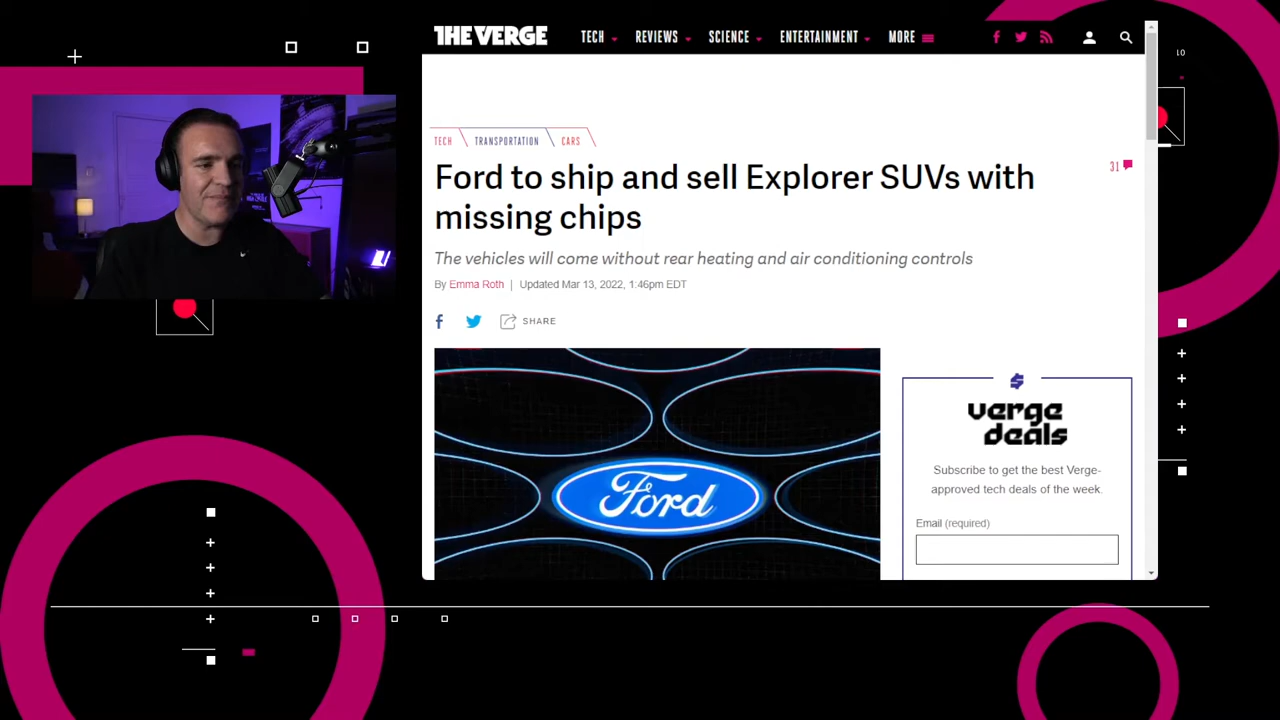 THE VERGE
TECH REVIEWS SCIENCE ENTERTAINMENT MORE
10
TECH TRANSPORTATION CARS
Ford to ship and sell Explorer SUVs with
missing chips
31
The vehicles will come without rear heating and air conditioning controls
By Emma Roth | Updated Mar 13, 2022, 1:46pm EDT
SHARE
Ford
verge
deals
Subscribe to get the best Verge-
approved tech deals of the week.
Email (required)